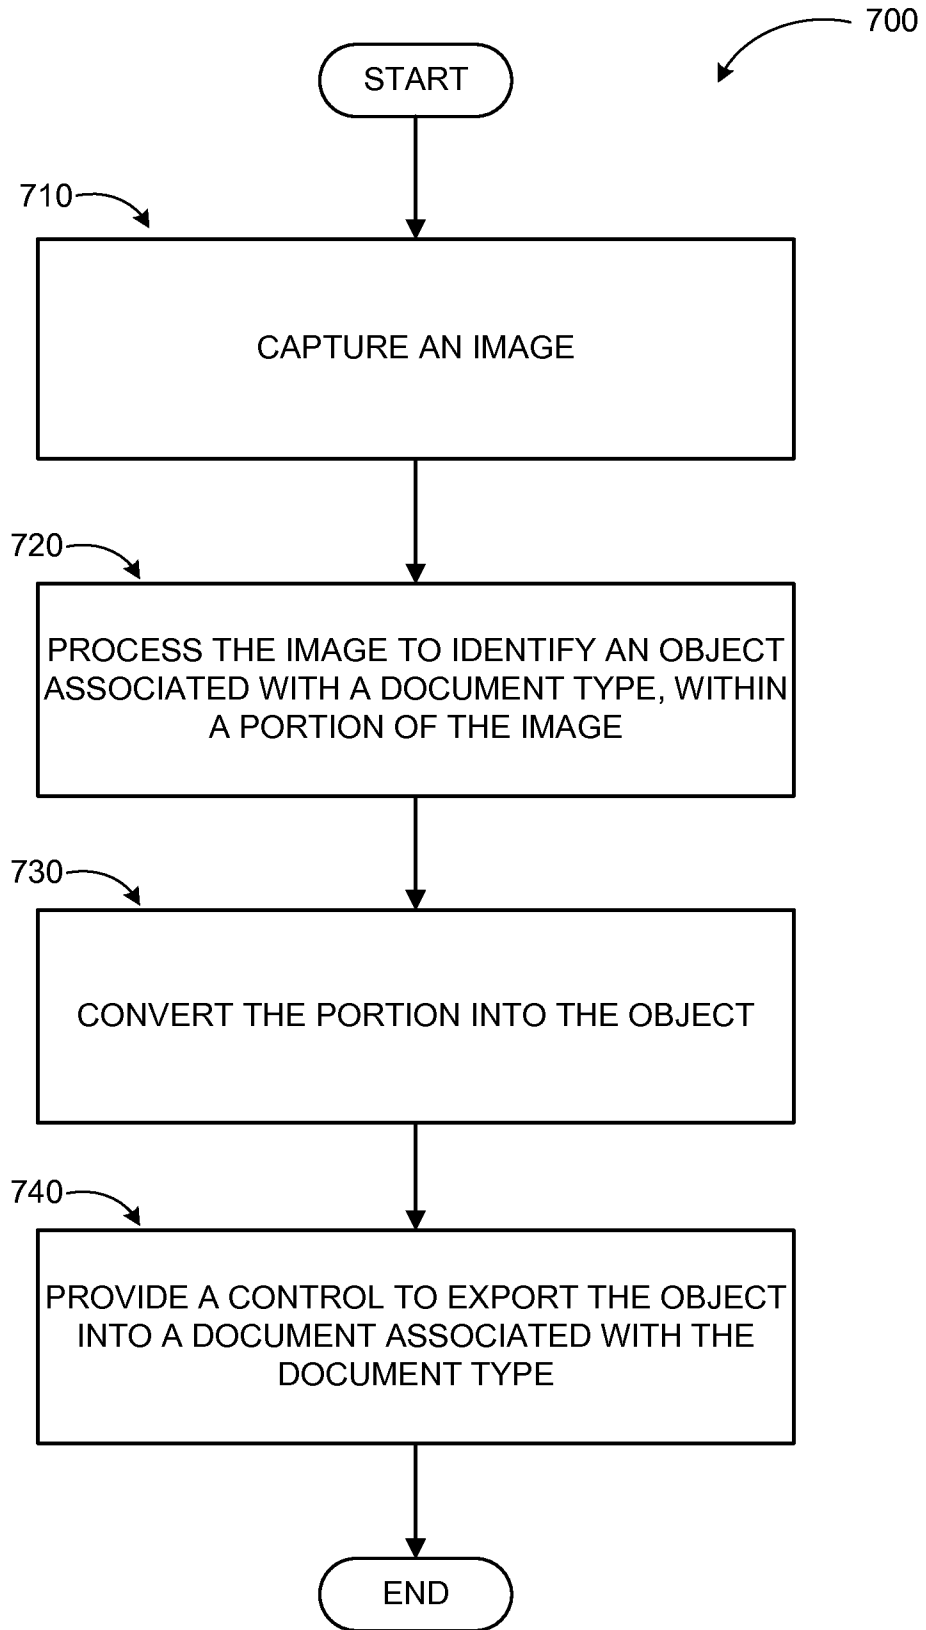 700
START
710
CAPTURE AN IMAGE
720
PROCESS THE IMAGE TO IDENTIFY AN OBJECT
ASSOCIATED WITH A DOCUMENT TYPE, WITHIN
A PORTION OF THE IMAGE
730
CONVERT THE PORTION INTO THE OBJECT
740
PROVIDE A CONTROL TO EXPORT THE OBJECT
INTO A DOCUMENT ASSOCIATED WITH THE
DOCUMENT TYPE
END